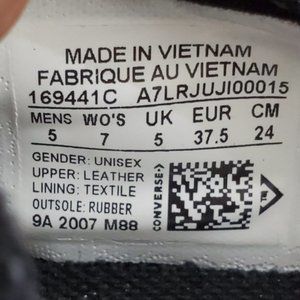 MADE IN VIETNAM
FABRIQUE AU VIETNAM
169441C A7LRJUJI00015
MENS WO'S UK EUR CM
5 7 5 37.5 24
GENDER: UNISEX
UPPER: LEATHER
LINING: TEXTILE
OUTSOLE: RUBBER
9A 2007 M88
CONVERSE